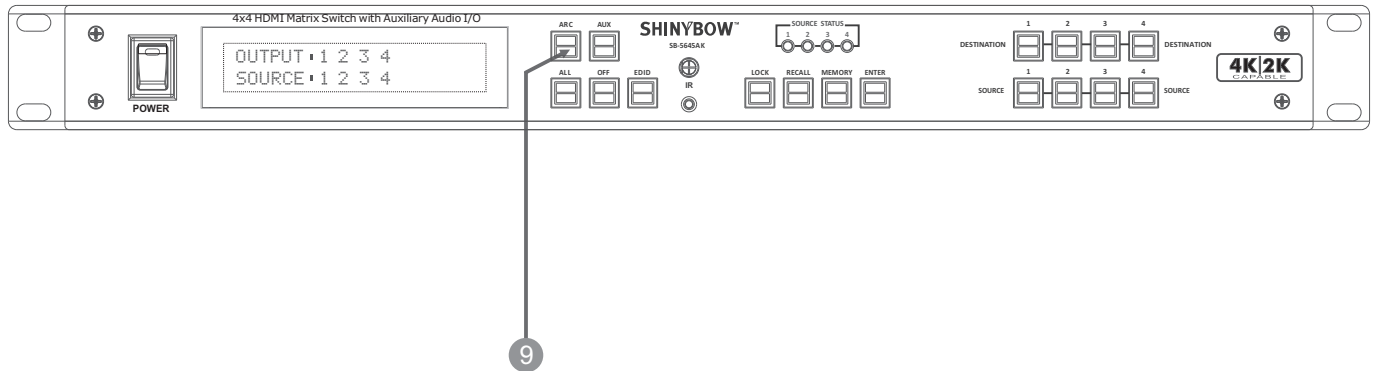 4x4 HDMI Matrix Switch with Auxiliary Audio I/O
POWER
OUTPUT 1 2 3 4
SOURCE 1 2 3 4
ARC AUX
ALL OFF EDID
SHINYBOW™
SB-5645AK
IR
SOURCE STATUS
1 2 3 4
LOCK RECALL MEMORY ENTER
1 2 3 4
DESTINATION DESTINATION
1 2 3 4
SOURCE SOURCE
4K|2K
CAPABLE
9